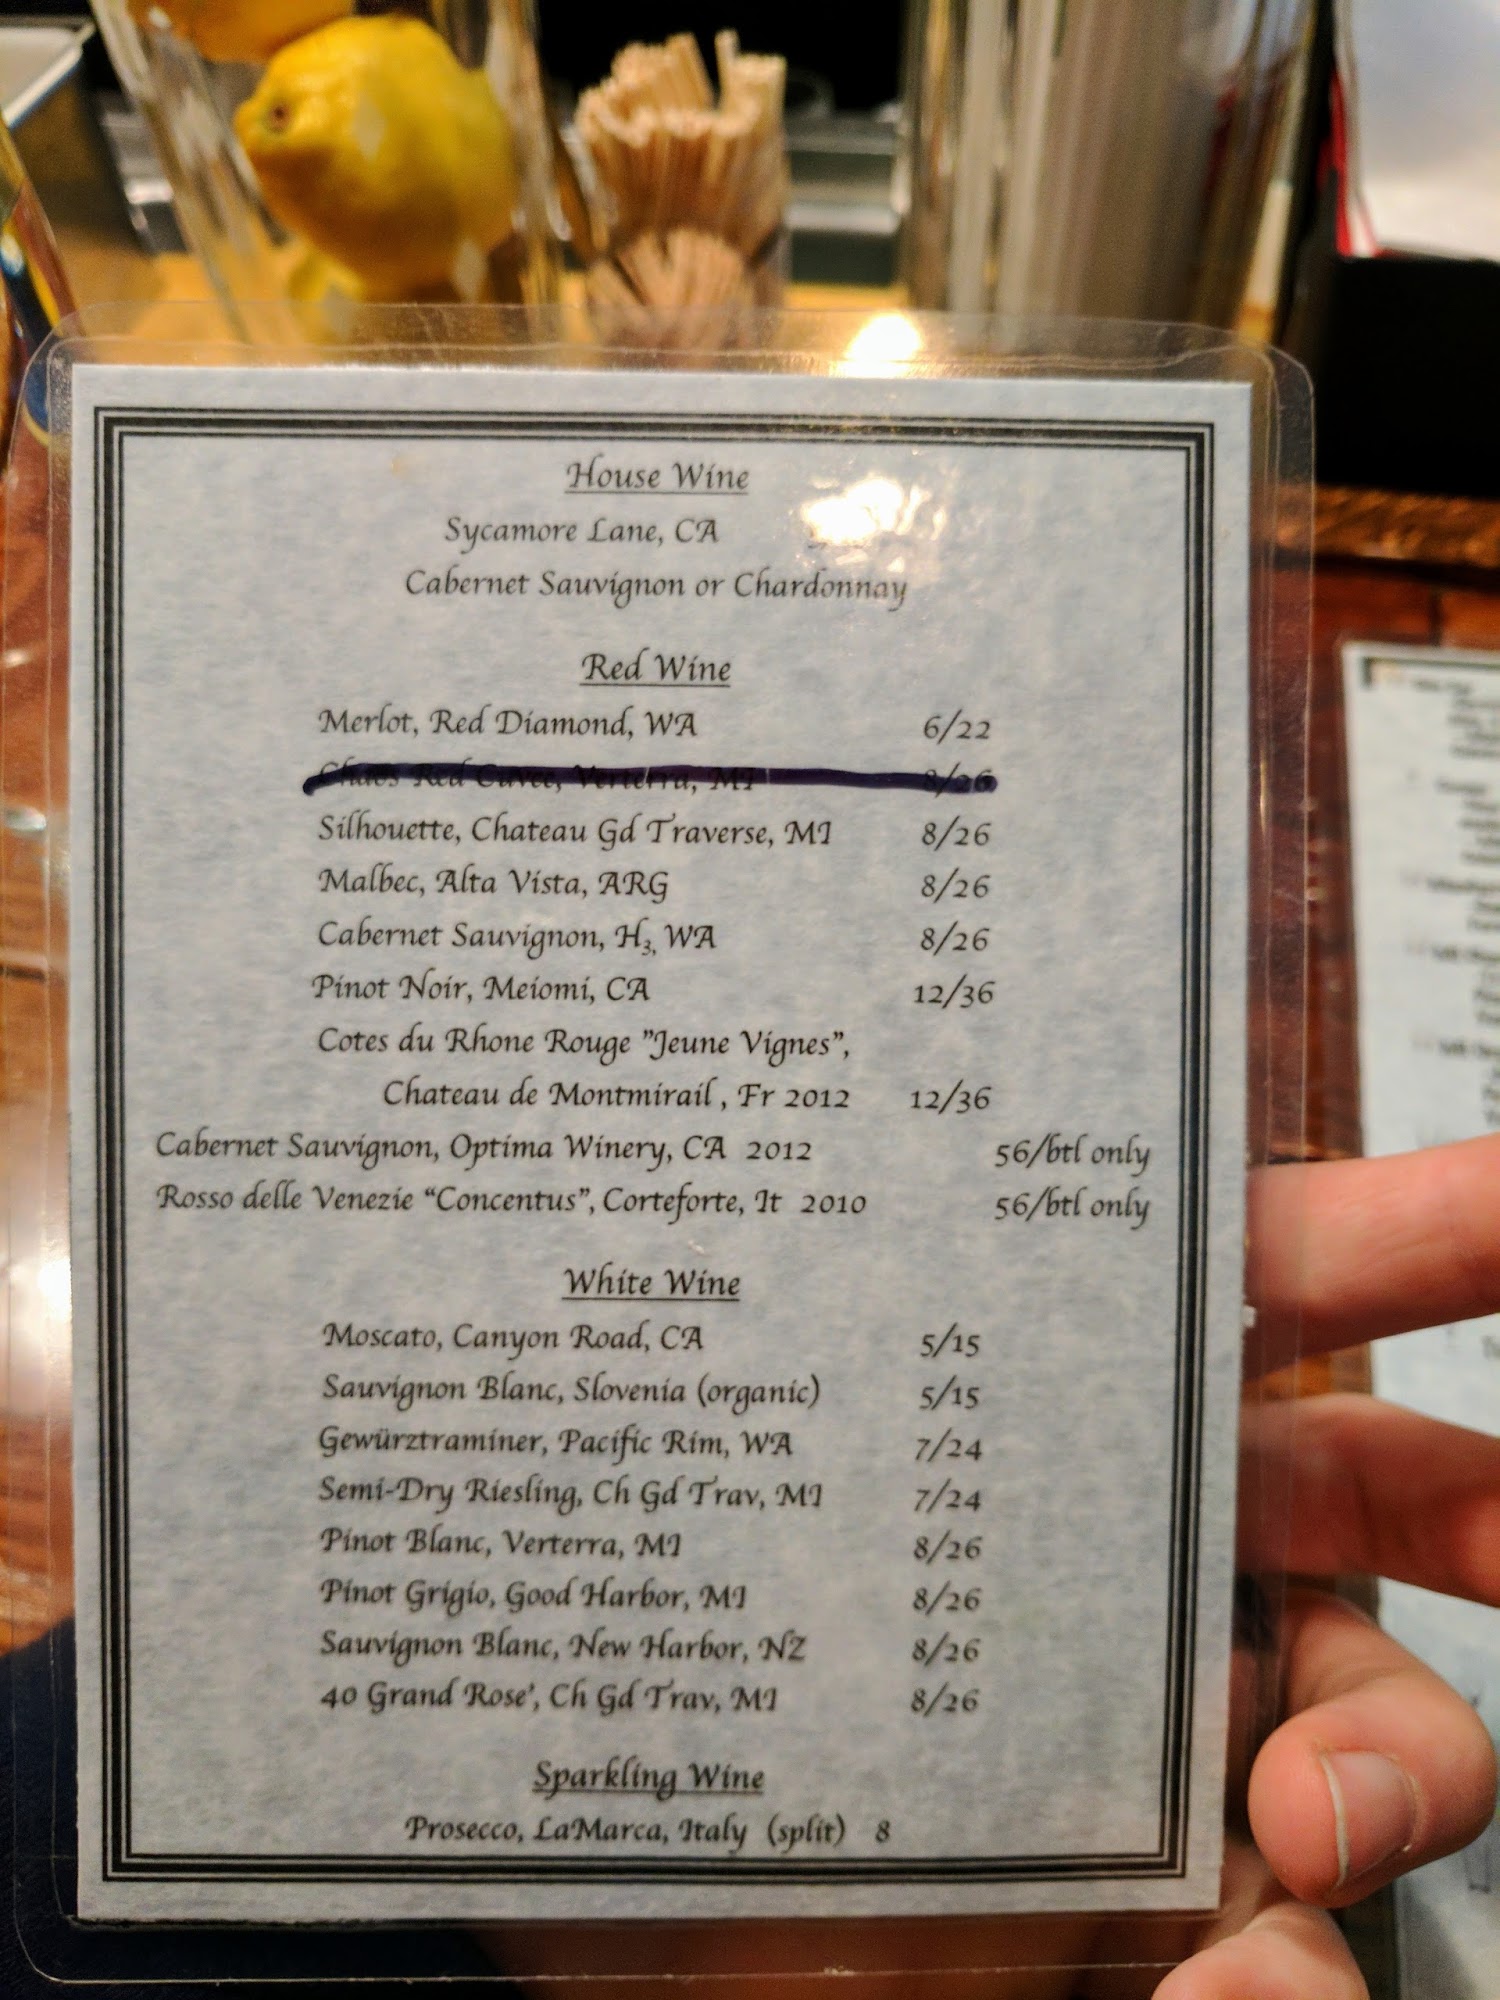 House Wine
Sycamore Lane, CA
Cabernet Sauvignon or Chardonnay
Red Wine
Merlot, Red Diamond, WA 6/22
Chaos Red Cuvee, Verterra, MI 8/26
Silhouette, Chateau Gd Traverse, MI 8/26
Malbec, Alta Vista, ARG 8/26
Cabernet Sauvignon, H3, WA 8/26
Pinot Noir, Meiomi, CA 12/36
Cotes du Rhone Rouge "Jeune Vignes",
Chateau de Montmirail , Fr 2012 12/36
Cabernet Sauvignon, Optima Winery, CA 2012 56/btl only
Rosso delle Venezie “Concentus”, Corteforte, It 2010 56/btl only
White Wine
Moscato, Canyon Road, CA 5/15
Sauvignon Blanc, Slovenia (organic) 5/15
Gewürztraminer, Pacific Rim, WA 7/24
Semi-Dry Riesling, Ch Gd Trav, MI 7/24
Pinot Blanc, Verterra, MI 8/26
Pinot Grigio, Good Harbor, MI 8/26
Sauvignon Blanc, New Harbor, NZ 8/26
40 Grand Rose', Ch Gd Trav, MI 8/26
Sparkling Wine
Prosecco, LaMarca, Italy (split) 8